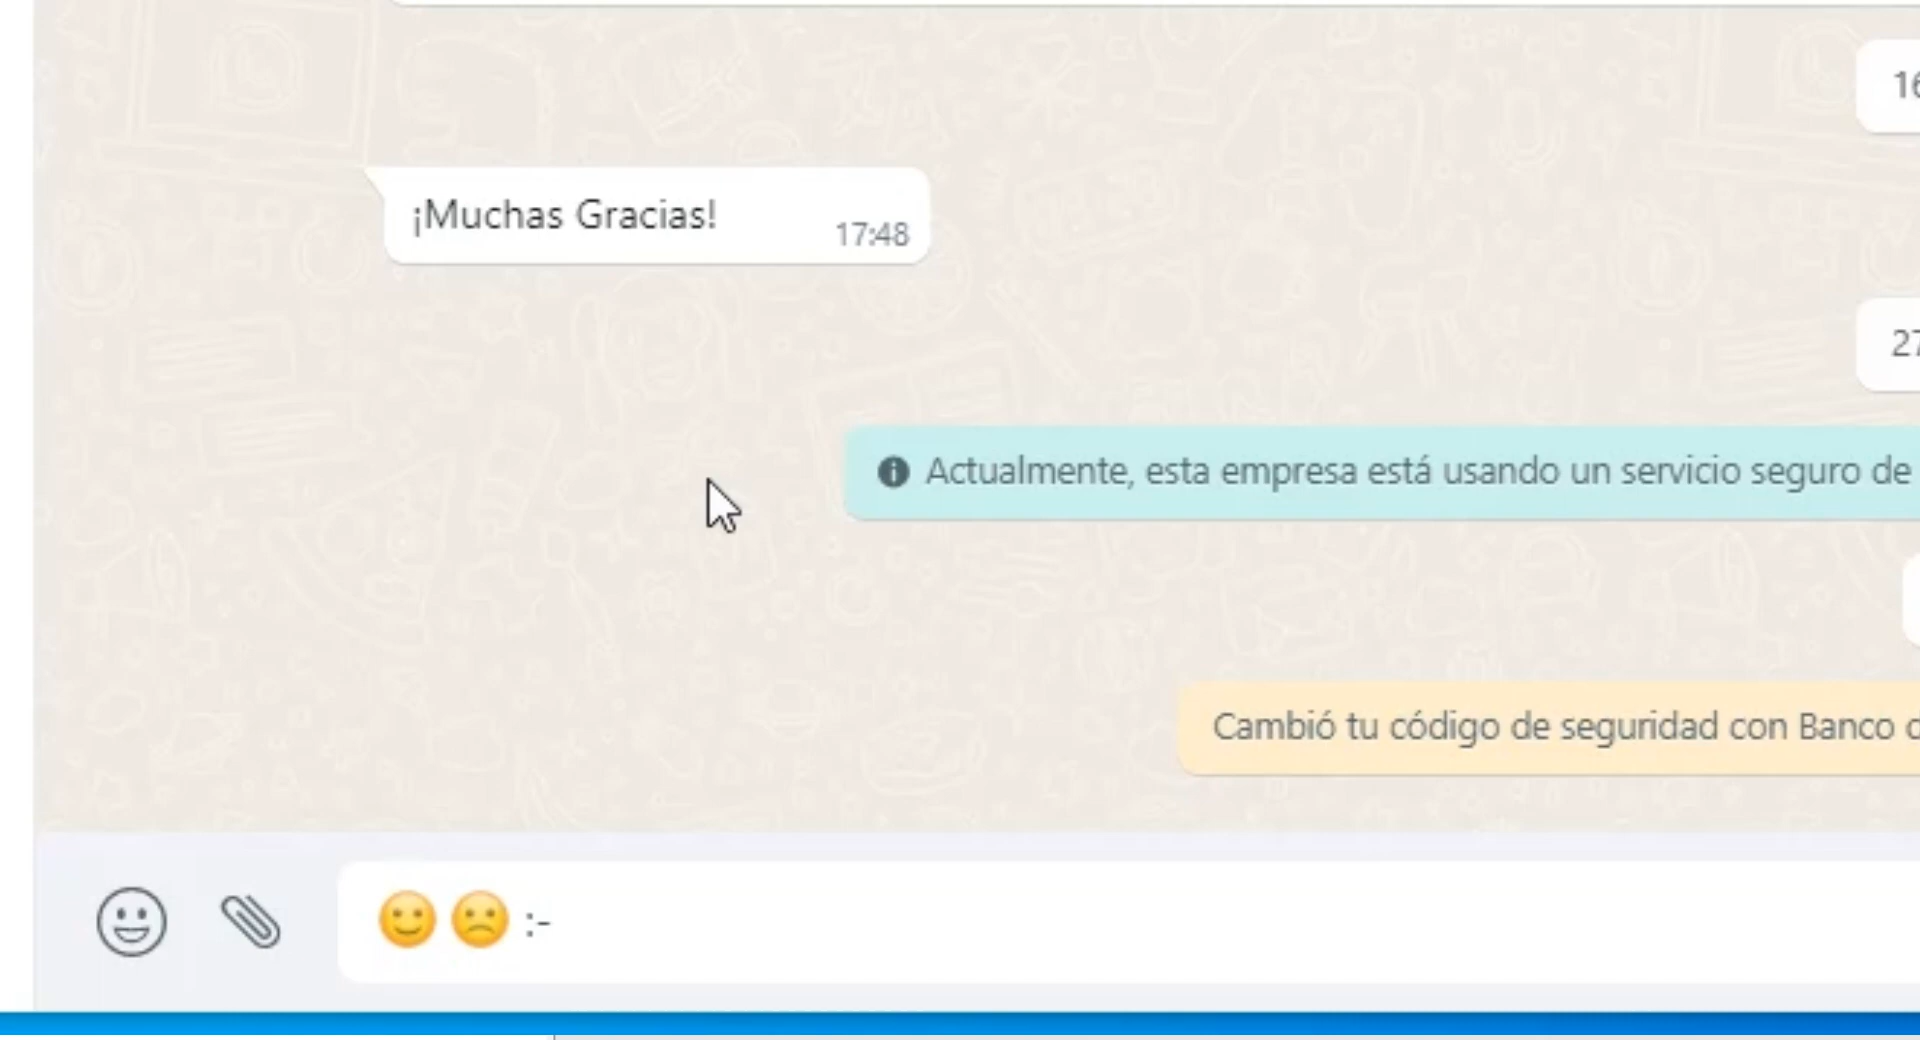 16
¡Muchas Gracias!
17:48
27
Actualmente, esta empresa está usando un servicio seguro de
Cambió tu código de seguridad con Banco
🙂 🙁 :-